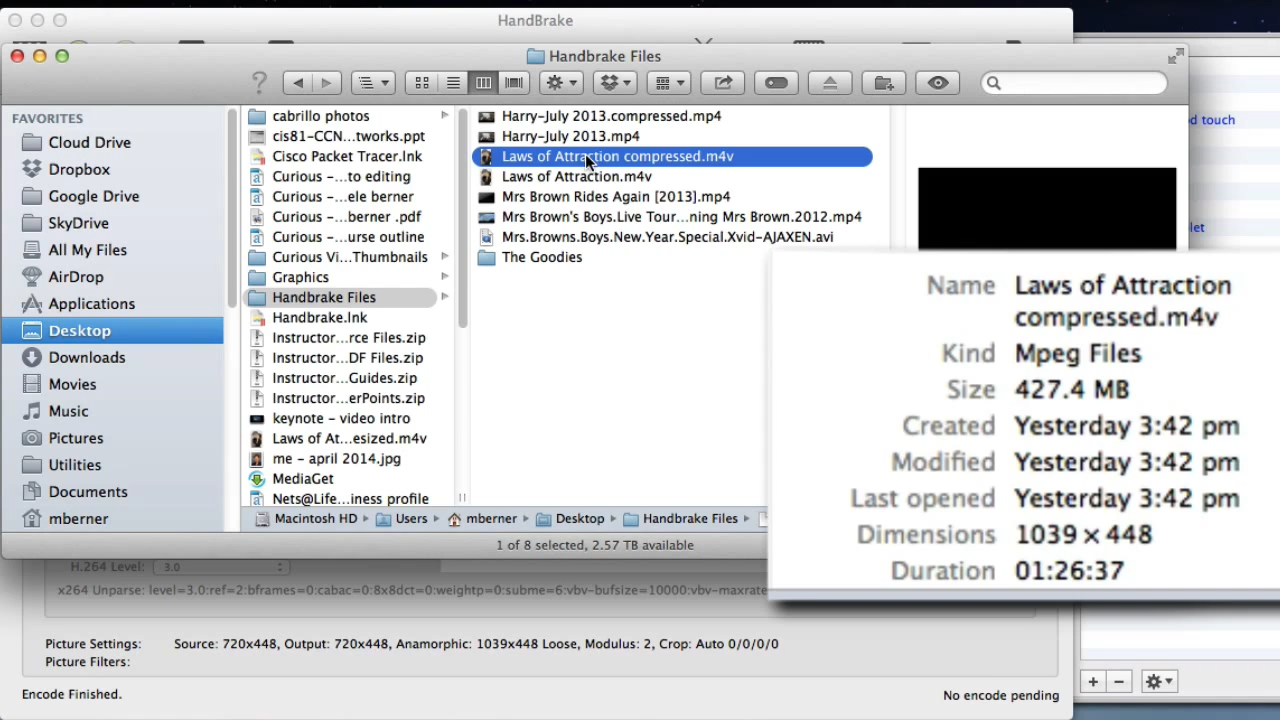 HandBrake
Handbrake Files
FAVORITES
Cloud Drive
Dropbox
Google Drive
SkyDrive
All My Files
AirDrop
Applications
Desktop
Downloads
Movies
Music
Pictures
Utilities
Documents
mberner
cabrillo photos
cis81-CCN...tworks.ppt
Cisco Packet Tracer.lnk
Curious -...to editing
Curious -...ele berner
Curious -...berner .pdf
Curious -...urse outline
Curious Vi...Thumbnails
Graphics
Handbrake Files
Handbrake.lnk
Instructor...rce Files.zip
Instructor...DF Files.zip
Instructor...Guides.zip
Instructor...erPoints.zip
keynote - video intro
Laws of At...esized.m4v
me - april 2014.jpg
MediaGet
Nets@Life...iness profile
Harry-July 2013.compressed.mp4
Harry-July 2013.mp4
Laws of Attraction compressed.m4v
Laws of Attraction.m4v
Mrs Brown Rides Again [2013].mp4
Mrs Brown's Boys.Live Tour...ning Mrs Brown.2012.mp4
Mrs.Browns.Boys.New.Year.Special.Xvid-AJAXEN.avi
The Goodies
Name Laws of Attraction
compressed.m4v
Kind Mpeg Files
Size 427.4 MB
Created Yesterday 3:42 pm
Modified Yesterday 3:42 pm
Last opened Yesterday 3:42 pm
Dimensions 1039 × 448
Duration 01:26:37
Macintosh HD Users mberner Desktop Handbrake Files
1 of 8 selected, 2.57 TB available
H.264 Level: 3.0
x264 Unparse: level=3.0:ref=2:bframes=0:cabac=0:8x8dct=0:weightp=0:subme=6:vbv-bufsize=10000:vbv-maxrate
Picture Settings: Source: 720x448, Output: 720x448, Anamorphic: 1039x448 Loose, Modulus: 2, Crop: Auto 0/0/0/0
Picture Filters:
Encode Finished.
No encode pending
d touch
let